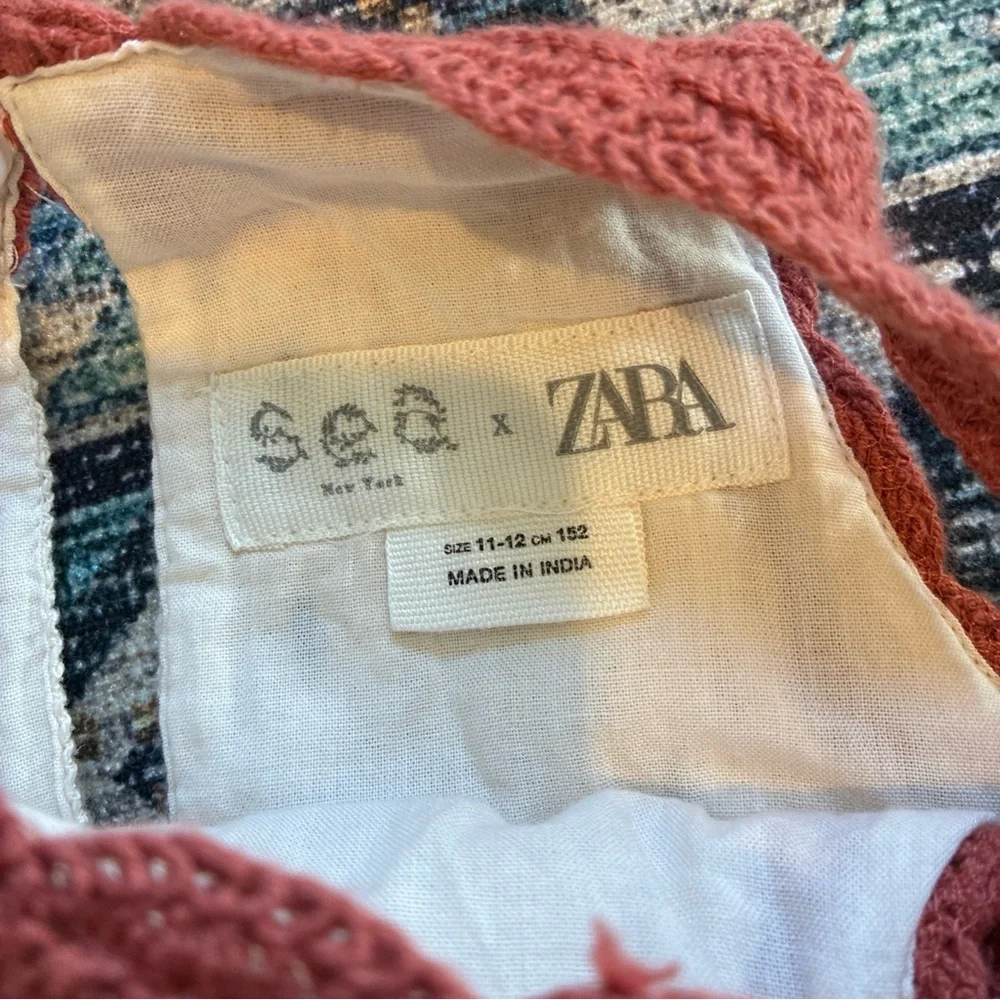 Sea x ZARA
New York
SIZE 11-12 CM 152
MADE IN INDIA